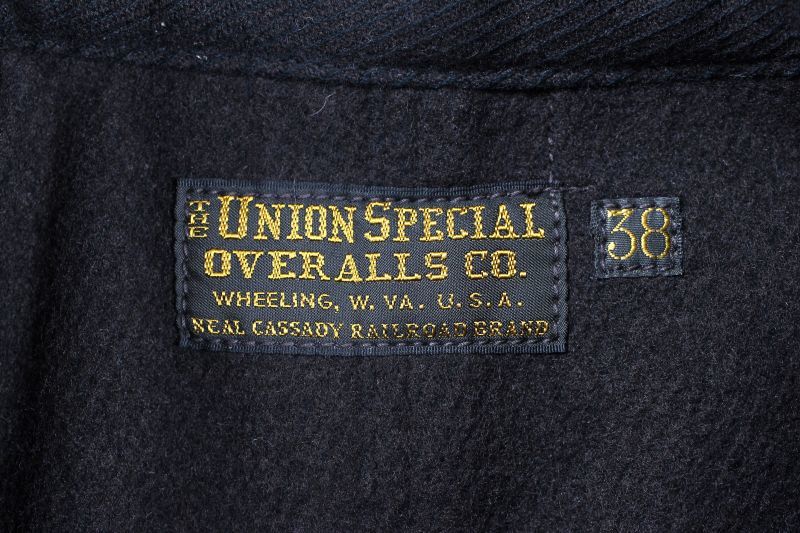 THE UNION SPECIAL
OVERALLS CO.
WHEELING, W. VA. U.S.A.
NEAL CASSADY RAILROAD BRAND
38